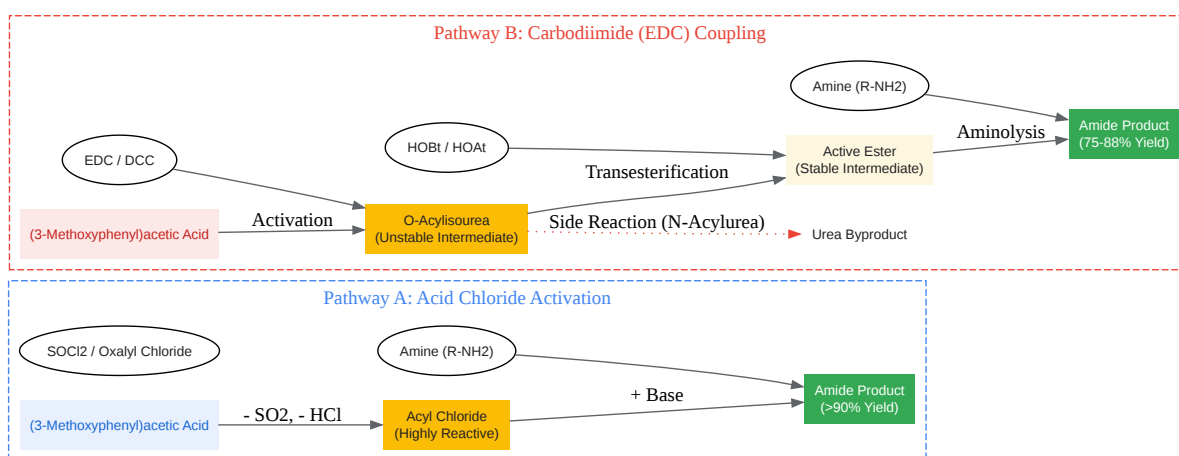 Pathway B: Carbodiimide (EDC) Coupling
Amine (R-NH2)
Amide Product
(75-88% Yield)
Aminolysis
HOBt / HOAt
EDC / DCC
Active Ester
(Stable Intermediate)
Transesterification
Activation
O-Acylisourea
(Unstable Intermediate)
Side Reaction (N-Acylurea)
(3-Methoxyphenyl)acetic Acid
Urea Byproduct
Pathway A: Acid Chloride Activation
SOCl2 / Oxalyl Chloride
Amine (R-NH2)
Amide Product
(>90% Yield)
+ Base
- SO2, - HCl
Acyl Chloride
(Highly Reactive)
(3-Methoxyphenyl)acetic Acid